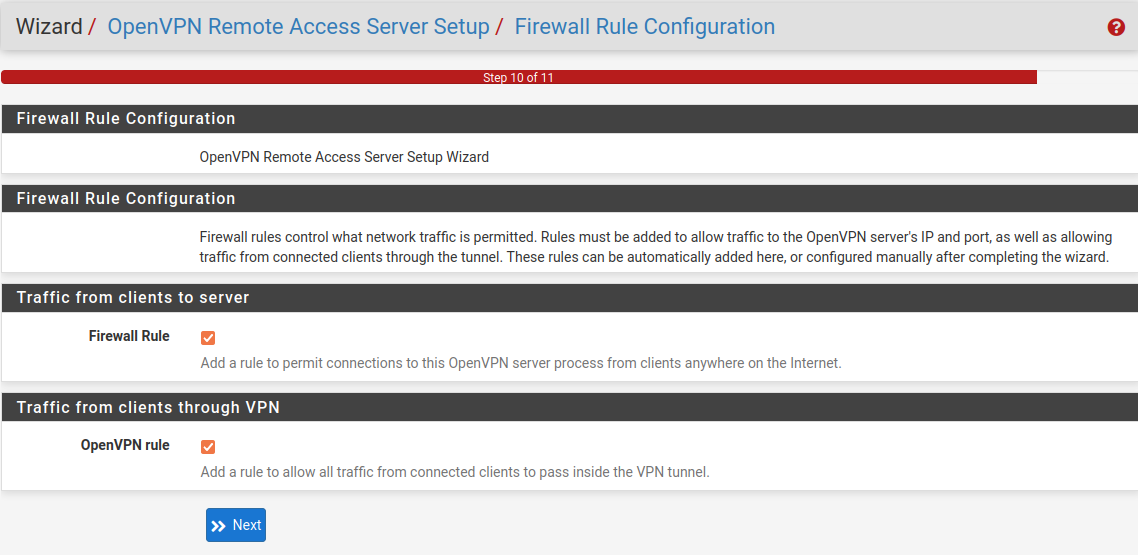 Wizard / OpenVPN Remote Access Server Setup / Firewall Rule Configuration
Step 10 of 11
Firewall Rule Configuration
OpenVPN Remote Access Server Setup Wizard
Firewall Rule Configuration
Firewall rules control what network traffic is permitted. Rules must be added to allow traffic to the OpenVPN server's IP and port, as well as allowing
traffic from connected clients through the tunnel. These rules can be automatically added here, or configured manually after completing the wizard.
Traffic from clients to server
Firewall Rule
Add a rule to permit connections to this OpenVPN server process from clients anywhere on the Internet.
Traffic from clients through VPN
OpenVPN rule
Add a rule to allow all traffic from connected clients to pass inside the VPN tunnel.
Next